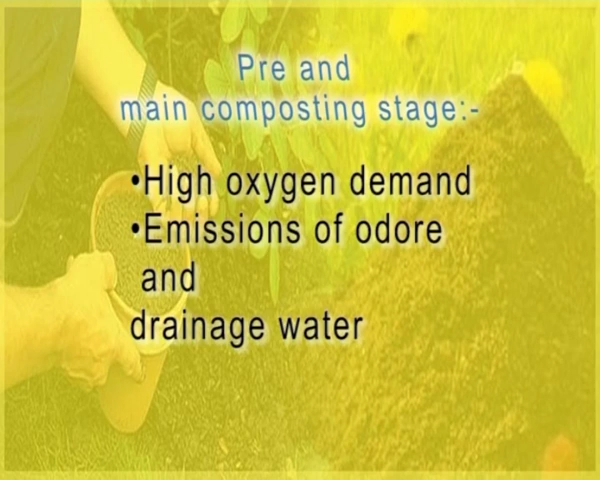 Pre and
main composting stage:-
•High oxygen demand
•Emissions of odore
and
drainage water